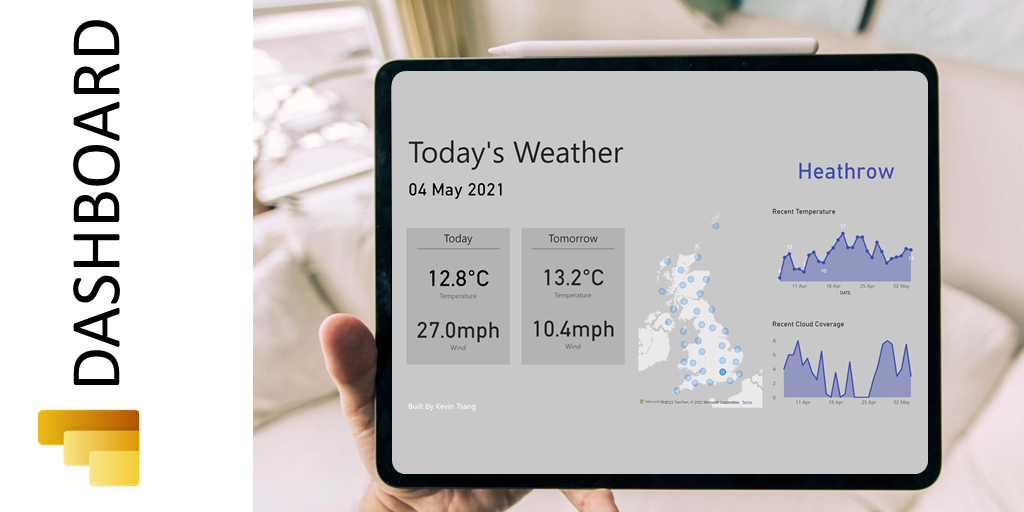 DASHBOARD
Today's Weather
04 May 2021
Today
12.8°C
Temperature
27.0mph
Wind
Tomorrow
13.2°C
Temperature
10.4mph
Wind
Built by Kevin Tsang
Heathrow
Recent Temperature
11
10
11 Apr
18 Apr
25 Apr
02 May
DATE
Recent Cloud Coverage
8
6
4
2
0
11 Apr
18 Apr
25 Apr
02 May
© 2022 TomTom, © 2022 Microsoft Corporation
Terms